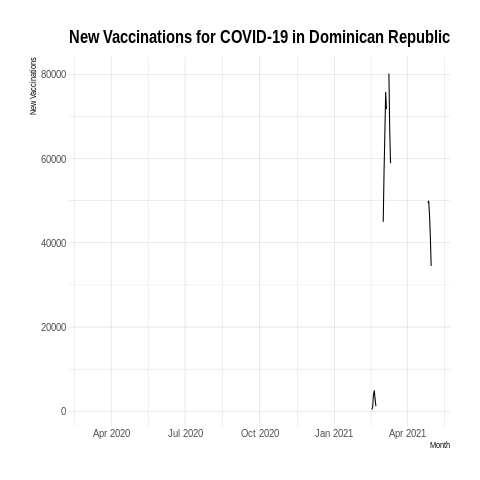 New Vaccinations for COVID-19 in Dominican Republic
New Vaccinations
80000
60000
40000
20000
0
Apr 2020 Jul 2020 Oct 2020 Jan 2021 Apr 2021
Month